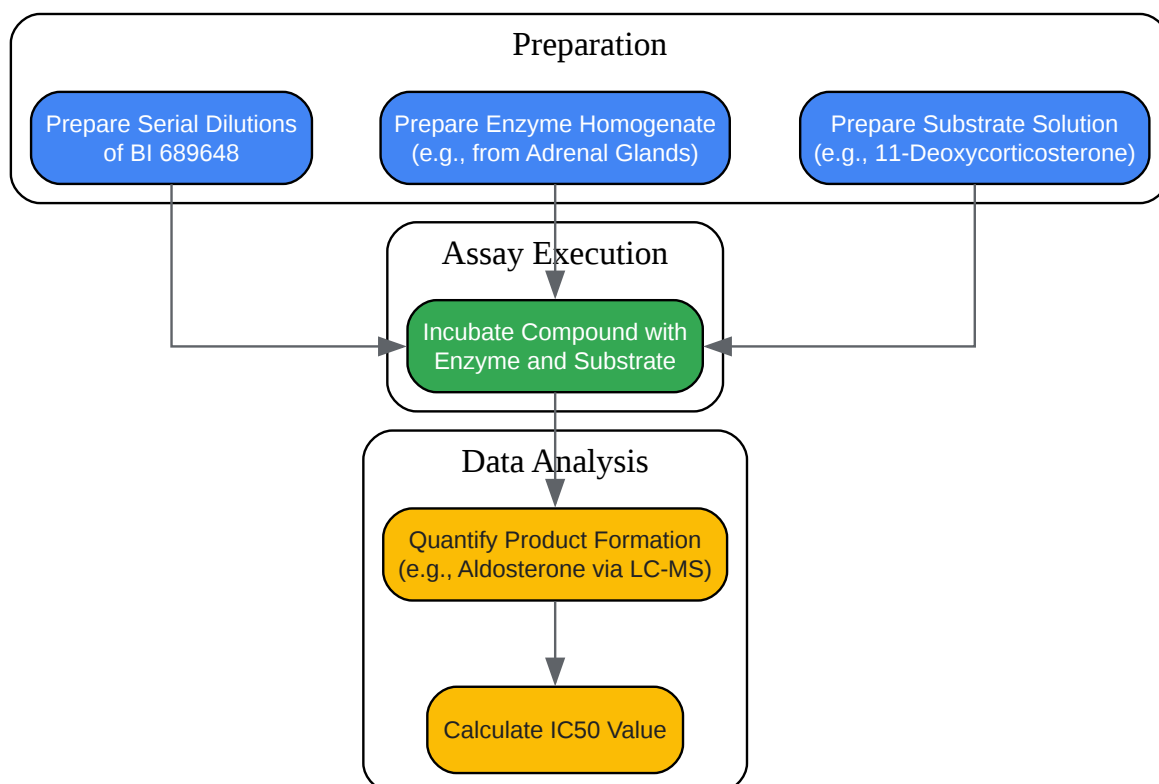 Preparation
Prepare Serial Dilutions
of BI 689648
Prepare Enzyme Homogenate
(e.g., from Adrenal Glands)
Prepare Substrate Solution
(e.g., 11-Deoxycorticosterone)
Assay Execution
Incubate Compound with
Enzyme and Substrate
Data Analysis
Quantify Product Formation
(e.g., Aldosterone via LC-MS)
Calculate IC50 Value